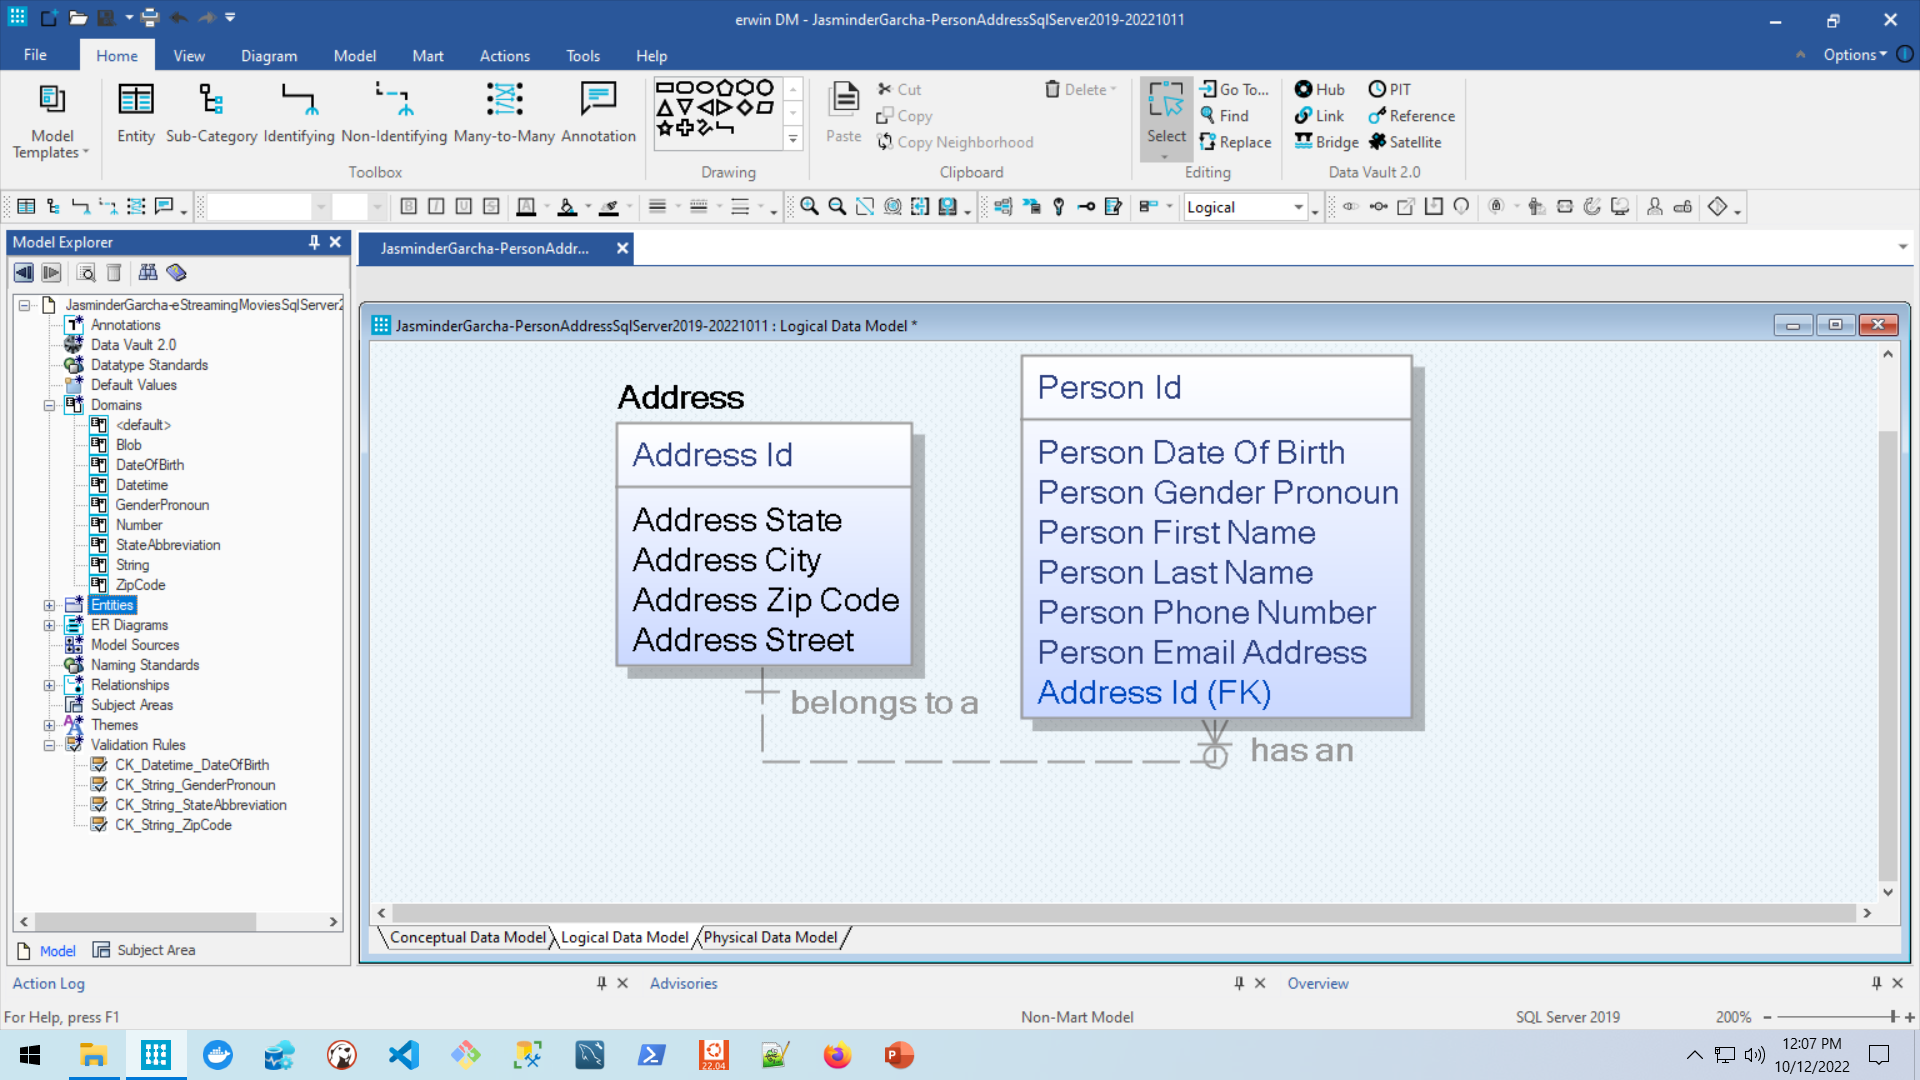 erwin DM - JasminderGarcha-PersonAddressSqlServer2019-20221011
File Home View Diagram Model Mart Actions Tools Help Options
Model Templates
Entity Sub-Category Identifying Non-Identifying Many-to-Many Annotation
Toolbox
Drawing
Paste
Cut
Copy
Copy Neighborhood
Delete
Clipboard
Select
Go To...
Find
Replace
Editing
Hub
Link
Bridge
PIT
Reference
Satellite
Data Vault 2.0
B I U S A
Logical
Model Explorer
JasminderGarcha-PersonAddr...
JasminderGarcha-eStreamingMoviesSqlServer2
Annotations
Data Vault 2.0
Datatype Standards
Default Values
Domains
<default>
Blob
DateOfBirth
Datetime
GenderPronoun
Number
StateAbbreviation
String
ZipCode
Entities
ER Diagrams
Model Sources
Naming Standards
Relationships
Subject Areas
Themes
Validation Rules
CK_Datetime_DateOfBirth
CK_String_GenderPronoun
CK_String_StateAbbreviation
CK_String_ZipCode
Model
Subject Area
JasminderGarcha-PersonAddressSqlServer2019-20221011 : Logical Data Model *
Address
Address Id
Address State
Address City
Address Zip Code
Address Street
belongs to a
Person Id
Person Date Of Birth
Person Gender Pronoun
Person First Name
Person Last Name
Person Phone Number
Person Email Address
Address Id (FK)
has an
Conceptual Data Model Logical Data Model Physical Data Model
Action Log
Advisories
Overview
For Help, press F1
Non-Mart Model
SQL Server 2019
200%
22.04
12:07 PM
10/12/2022